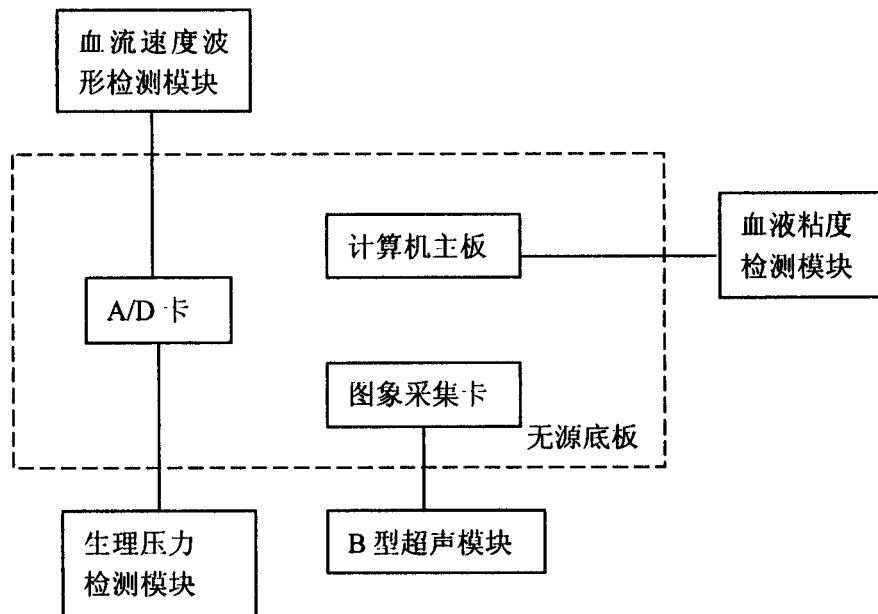 血流速度波
形检测模块
计算机主板
血液粘度
检测模块
A/D 卡
图象采集卡
无源底板
生理压力
检测模块
B 型超声模块